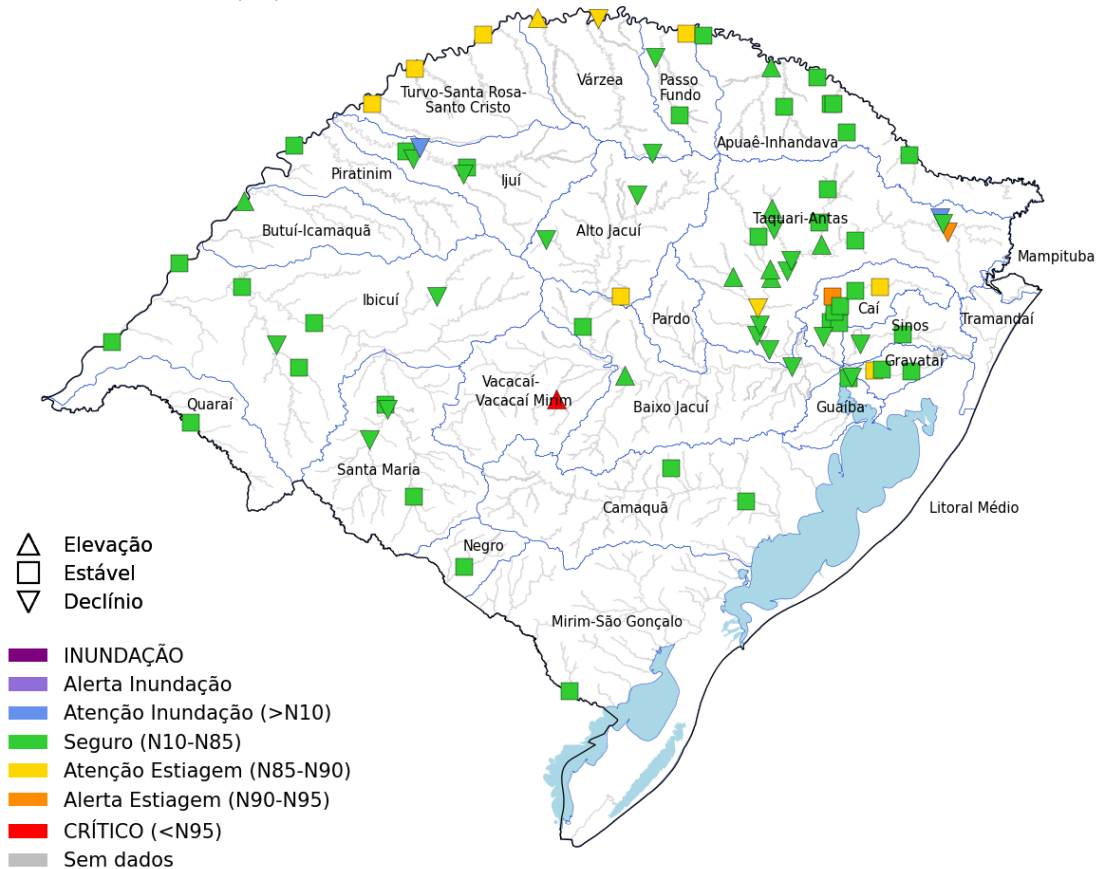 Várzea
Passo
Fundo
Turvo-Santa Rosa-
Santo Cristo
Apuaê-Inhandava
Piratinim
Ijuí
Taquari-Antas
Butuí-Icamaquã
Alto Jacuí
Mampituba
Ibicuí
Caí
Pardo
Tramandaí
Sinos
Gravataí
Vacacaí-
Vacacaí Mirim
Quaraí
Baixo Jacuí
Guaíba
Santa Maria
Camaquã
Litoral Médio
Negro
Mirim-São Gonçalo
Elevação
Estável
Declínio
INUNDAÇÃO
Alerta Inundação
Atenção Inundação (>N10)
Seguro (N10-N85)
Atenção Estiagem (N85-N90)
Alerta Estiagem (N90-N95)
CRÍTICO (<N95)
Sem dados